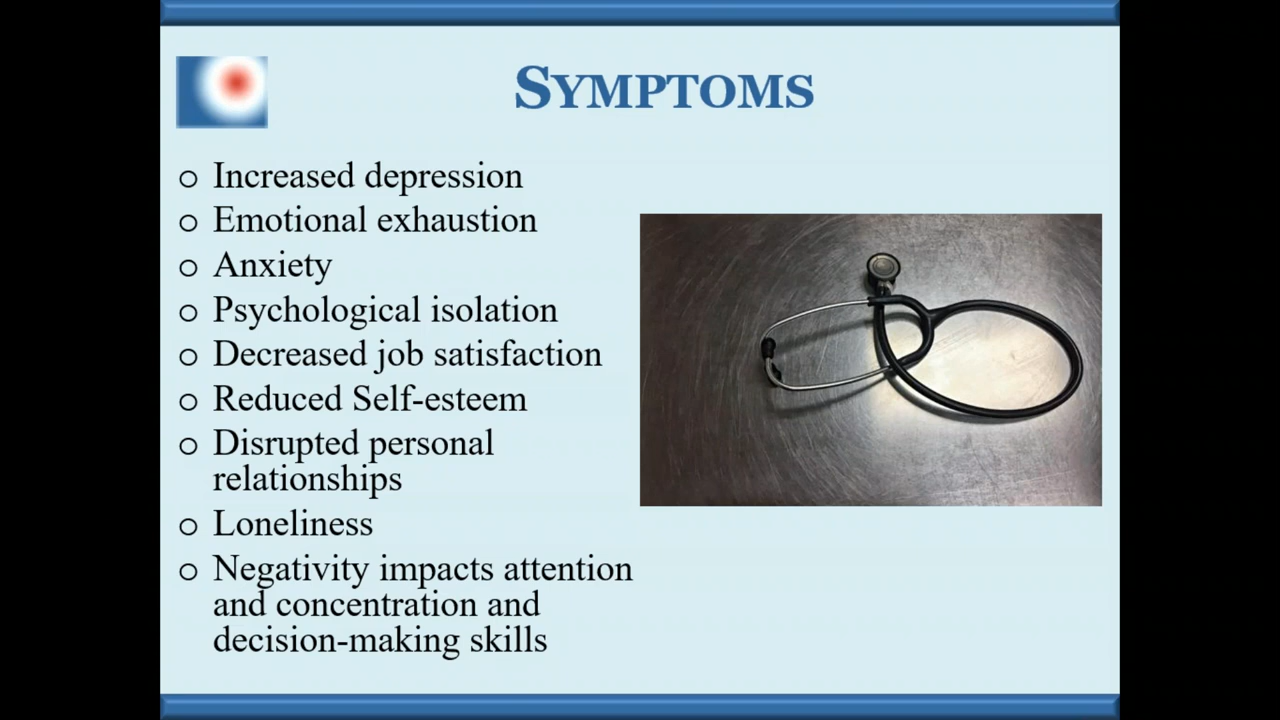 SYMPTOMS
Increased depression
Emotional exhaustion
Anxiety
Psychological isolation
Decreased job satisfaction
Reduced Self-esteem
Disrupted personal
relationships
Loneliness
Negativity impacts attention
and concentration and
decision-making skills